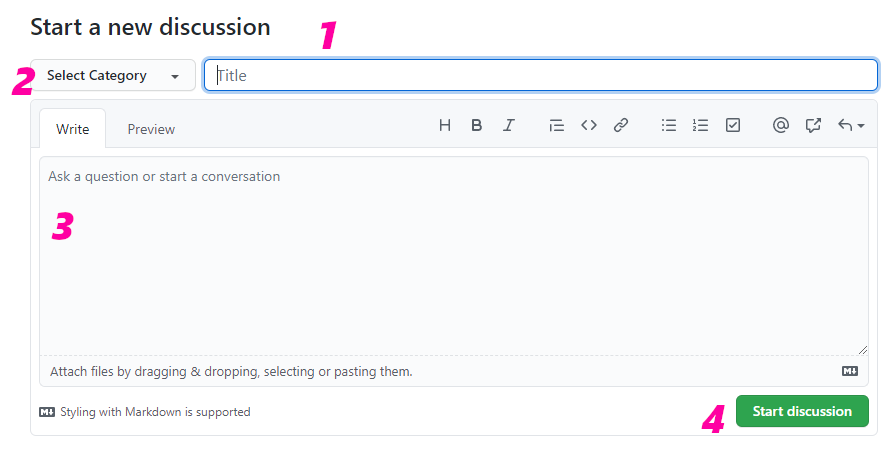 Start a new discussion
1
2
Select Category
Title
Write
Preview
H B I
Ask a question or start a conversation
3
Attach files by dragging & dropping, selecting or pasting them.
Styling with Markdown is supported
4
Start discussion